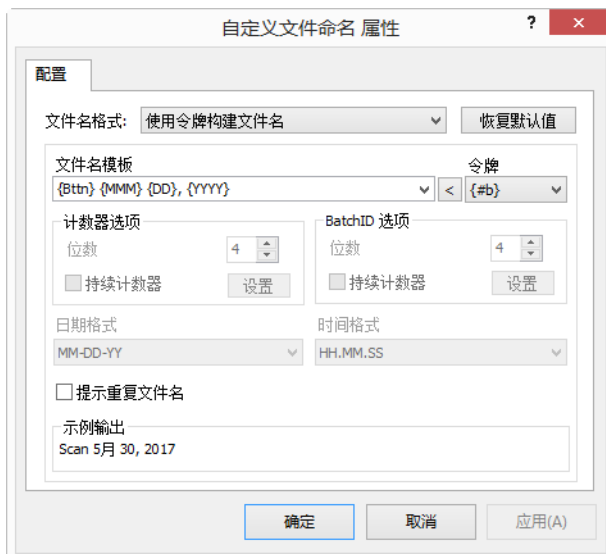 自定义文件命名 属性
?
×
配置
文件名格式: 使用令牌构建文件名 恢复默认值
文件名模板 令牌
{Bttn} {MMM} {DD}, {YYYY} < {#b}
计数器选项 BatchID 选项
位数 4 位数 4
持续计数器 设置 持续计数器 设置
日期格式 时间格式
MM-DD-YY HH.MM.SS
提示重复文件名
示例输出
Scan 5月 30, 2017
确定 取消 应用(A)